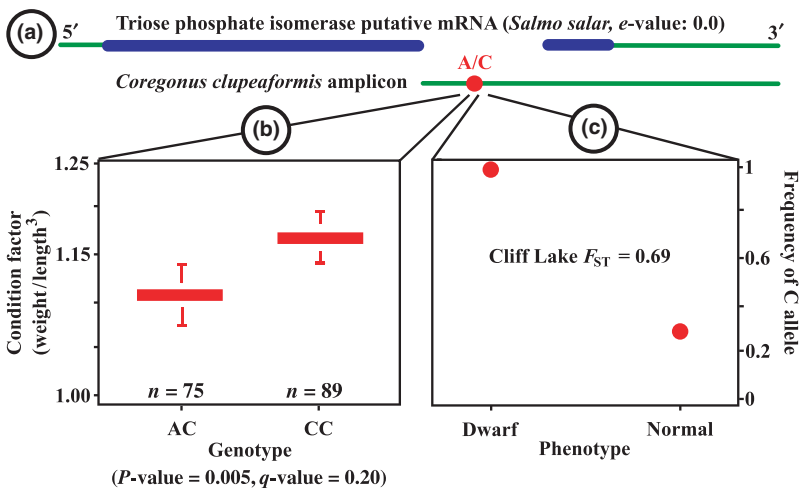 (a)
Triose phosphate isomerase putative mRNA (Salmo salar, e-value: 0.0)
5′
3′
A/C
Coregonus clupeaformis amplicon
(b)
(c)
Condition factor
(weight/length³)
1.25
1.15
1.00
n = 75
n = 89
AC
CC
Genotype
(P-value = 0.005, q-value = 0.20)
Cliff Lake FST = 0.69
1
0.6
0.2
0
Frequency of C allele
Dwarf
Normal
Phenotype